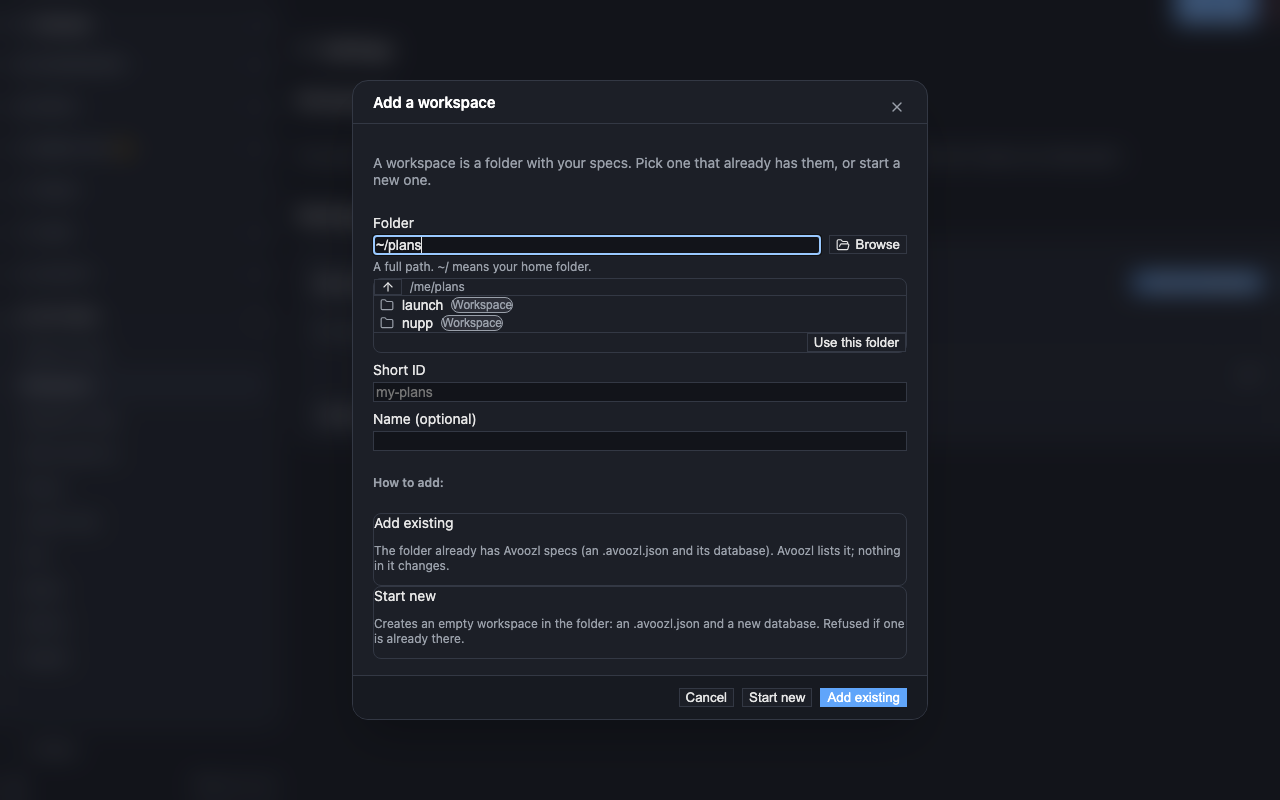 Add a workspace
A workspace is a folder with your specs. Pick one that already has them, or start a
new one.
Folder
~/plans
Browse
A full path. ~/ means your home folder.
/me/plans
launch Workspace
nupp Workspace
Use this folder
Short ID
my-plans
Name (optional)
How to add:
Add existing
The folder already has Avoozl specs (an .avoozl.json and its database). Avoozl lists it; nothing
in it changes.
Start new
Creates an empty workspace in the folder: an .avoozl.json and a new database. Refused if one
is already there.
Cancel
Start new
Add existing